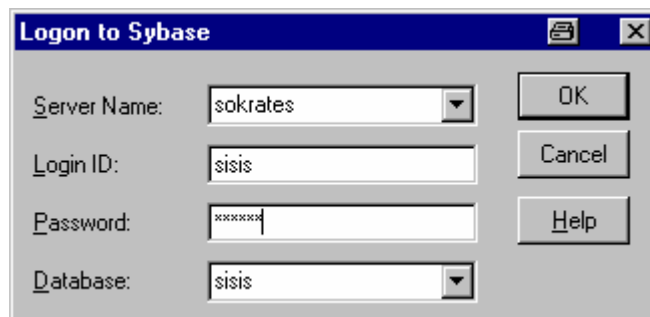 Logon to Sybase
Server Name: sokrates OK
Login ID: sisis Cancel
Password: ****** Help
Database: sisis